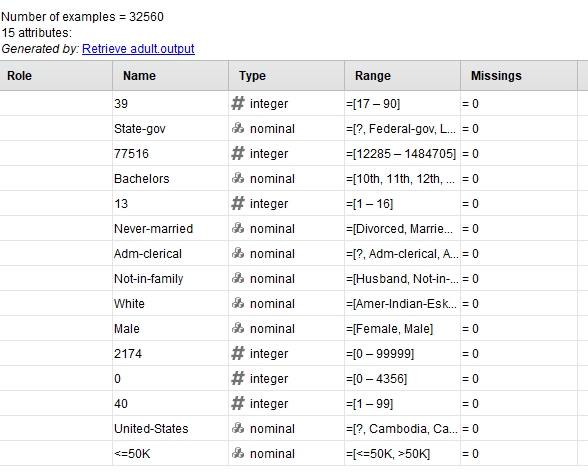 Number of examples = 32560
15 attributes:
Generated by: Retrieve adult.output
Role Name Type Range Missings
39 integer =[17 – 90] = 0
State-gov nominal =[?, Federal-gov, L... = 0
77516 integer =[12285 – 1484705] = 0
Bachelors nominal =[10th, 11th, 12th, ... = 0
13 integer =[1 – 16] = 0
Never-married nominal =[Divorced, Marrie... = 0
Adm-clerical nominal =[?, Adm-clerical, A... = 0
Not-in-family nominal =[Husband, Not-in-... = 0
White nominal =[Amer-Indian-Esk... = 0
Male nominal =[Female, Male] = 0
2174 integer =[0 – 99999] = 0
0 integer =[0 – 4356] = 0
40 integer =[1 – 99] = 0
United-States nominal =[?, Cambodia, Ca... = 0
<=50K nominal =[<=50K, >50K] = 0